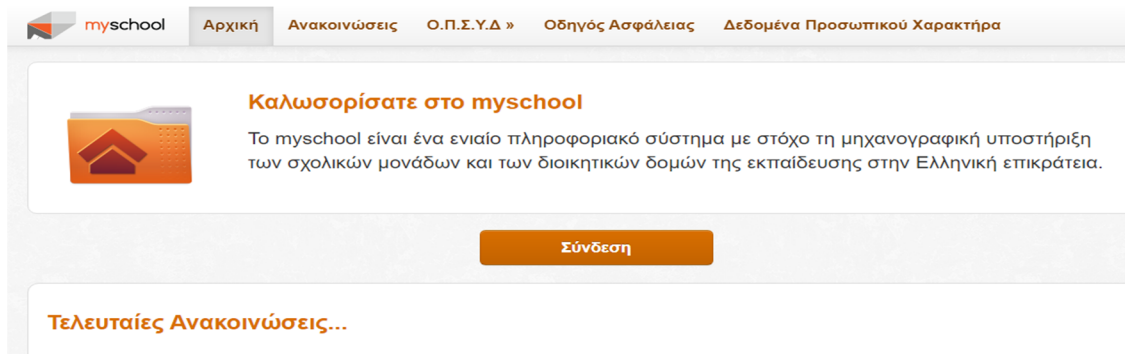 myschool
Αρχική
Ανακοινώσεις
Ο.Π.Σ.Υ.Δ »
Οδηγός Ασφάλειας
Δεδομένα Προσωπικού Χαρακτήρα
Καλωσορίσατε στο myschool
Το myschool είναι ένα ενιαίο πληροφοριακό σύστημα με στόχο τη μηχανογραφική υποστήριξη
των σχολικών μονάδων και των διοικητικών δομών της εκπαίδευσης στην Ελληνική επικράτεια.
Σύνδεση
Τελευταίες Ανακοινώσεις...